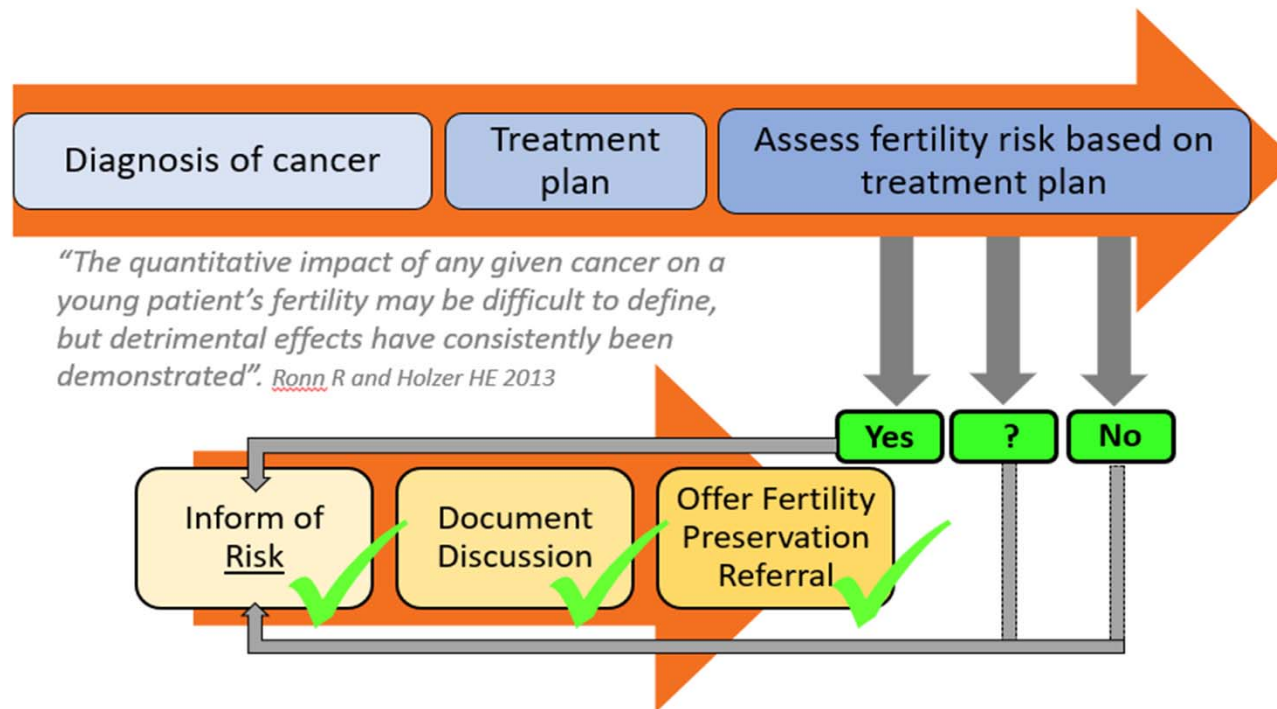 Diagnosis of cancer
Treatment
plan
Assess fertility risk based on
treatment plan
“The quantitative impact of any given cancer on a
young patient’s fertility may be difficult to define,
but detrimental effects have consistently been
demonstrated”. Ronn R and Holzer HE 2013
Yes
?
No
Inform of
Risk
Document
Discussion
Offer Fertility
Preservation
Referral